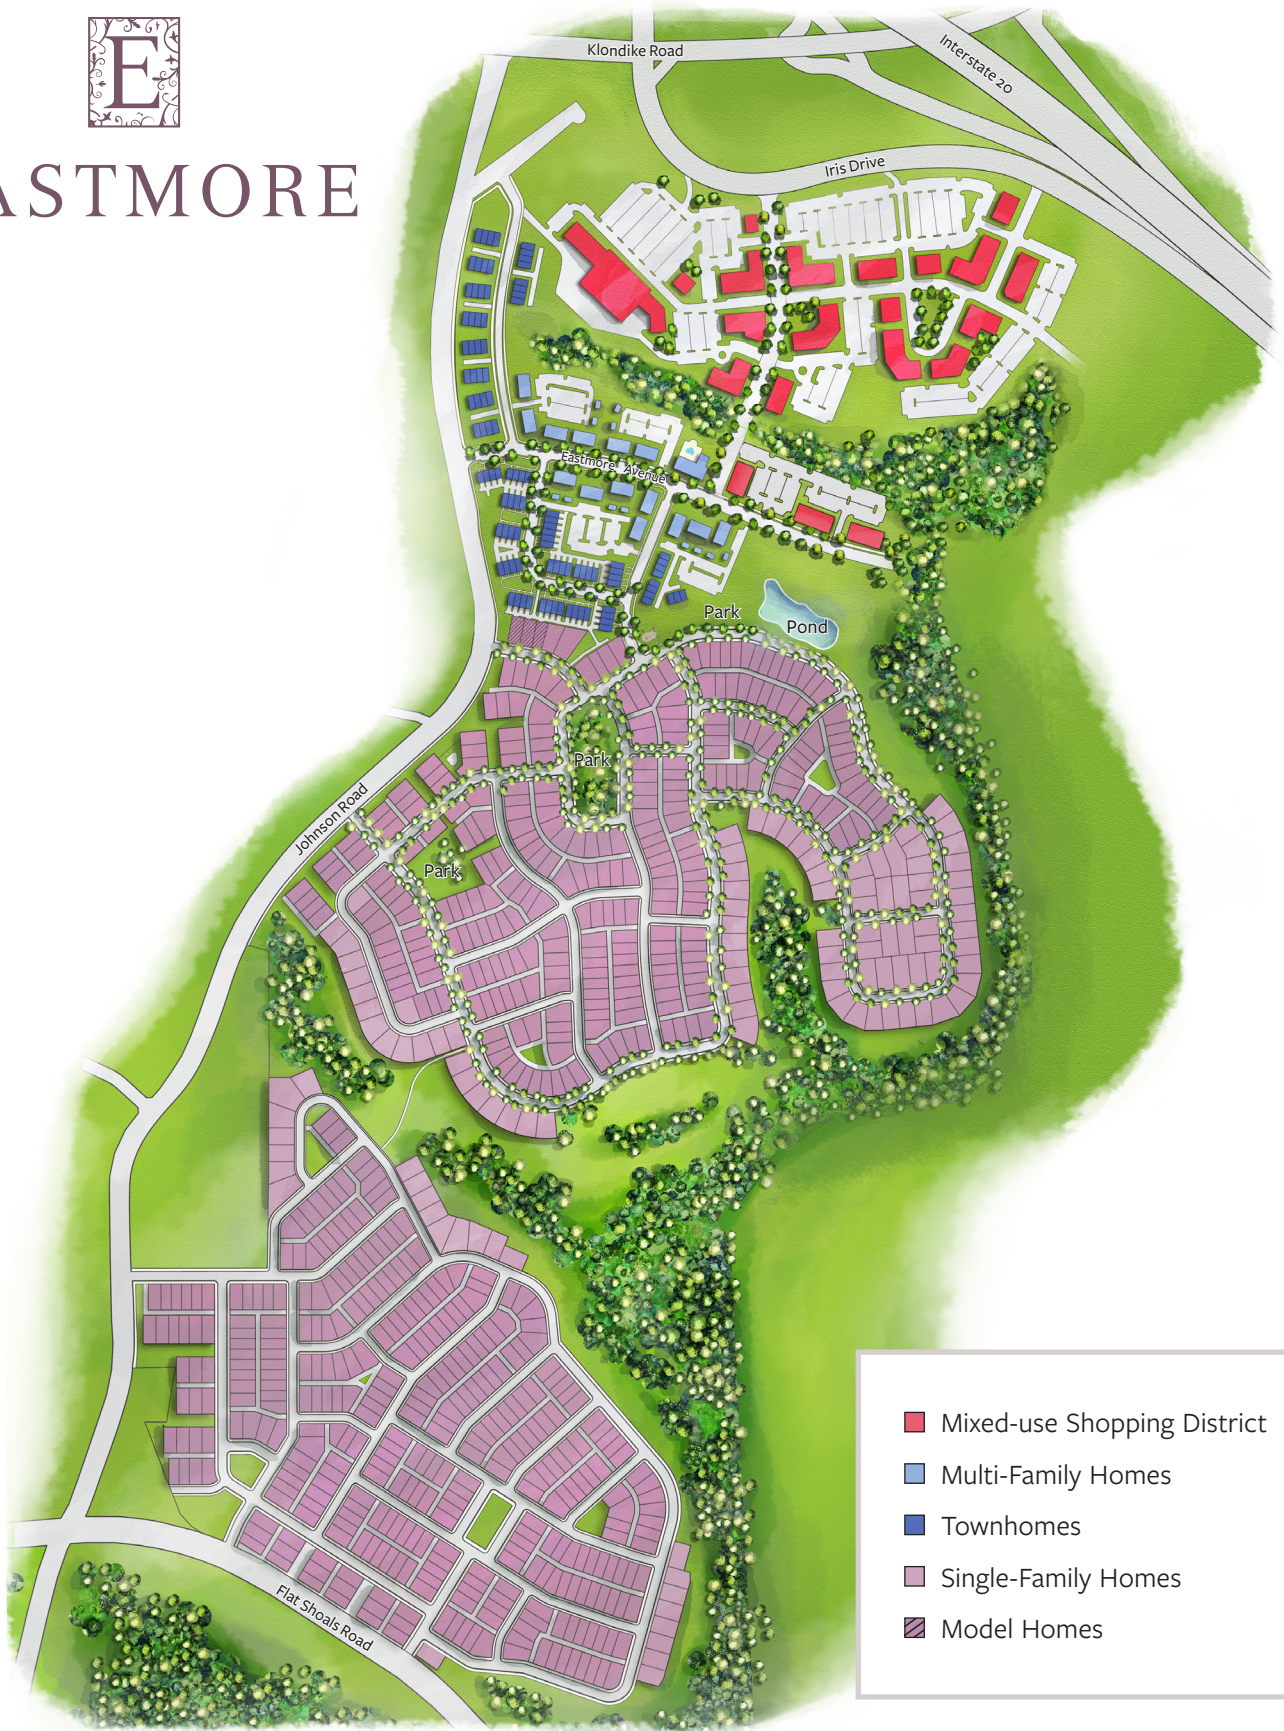 E
ASTMORE
Klondike Road
Interstate 20
Iris Drive
Eastmore Avenue
Park
Pond
Park
Johnson Road
Park
Flat Shoals Road
Mixed-use Shopping District
Multi-Family Homes
Townhomes
Single-Family Homes
Model Homes